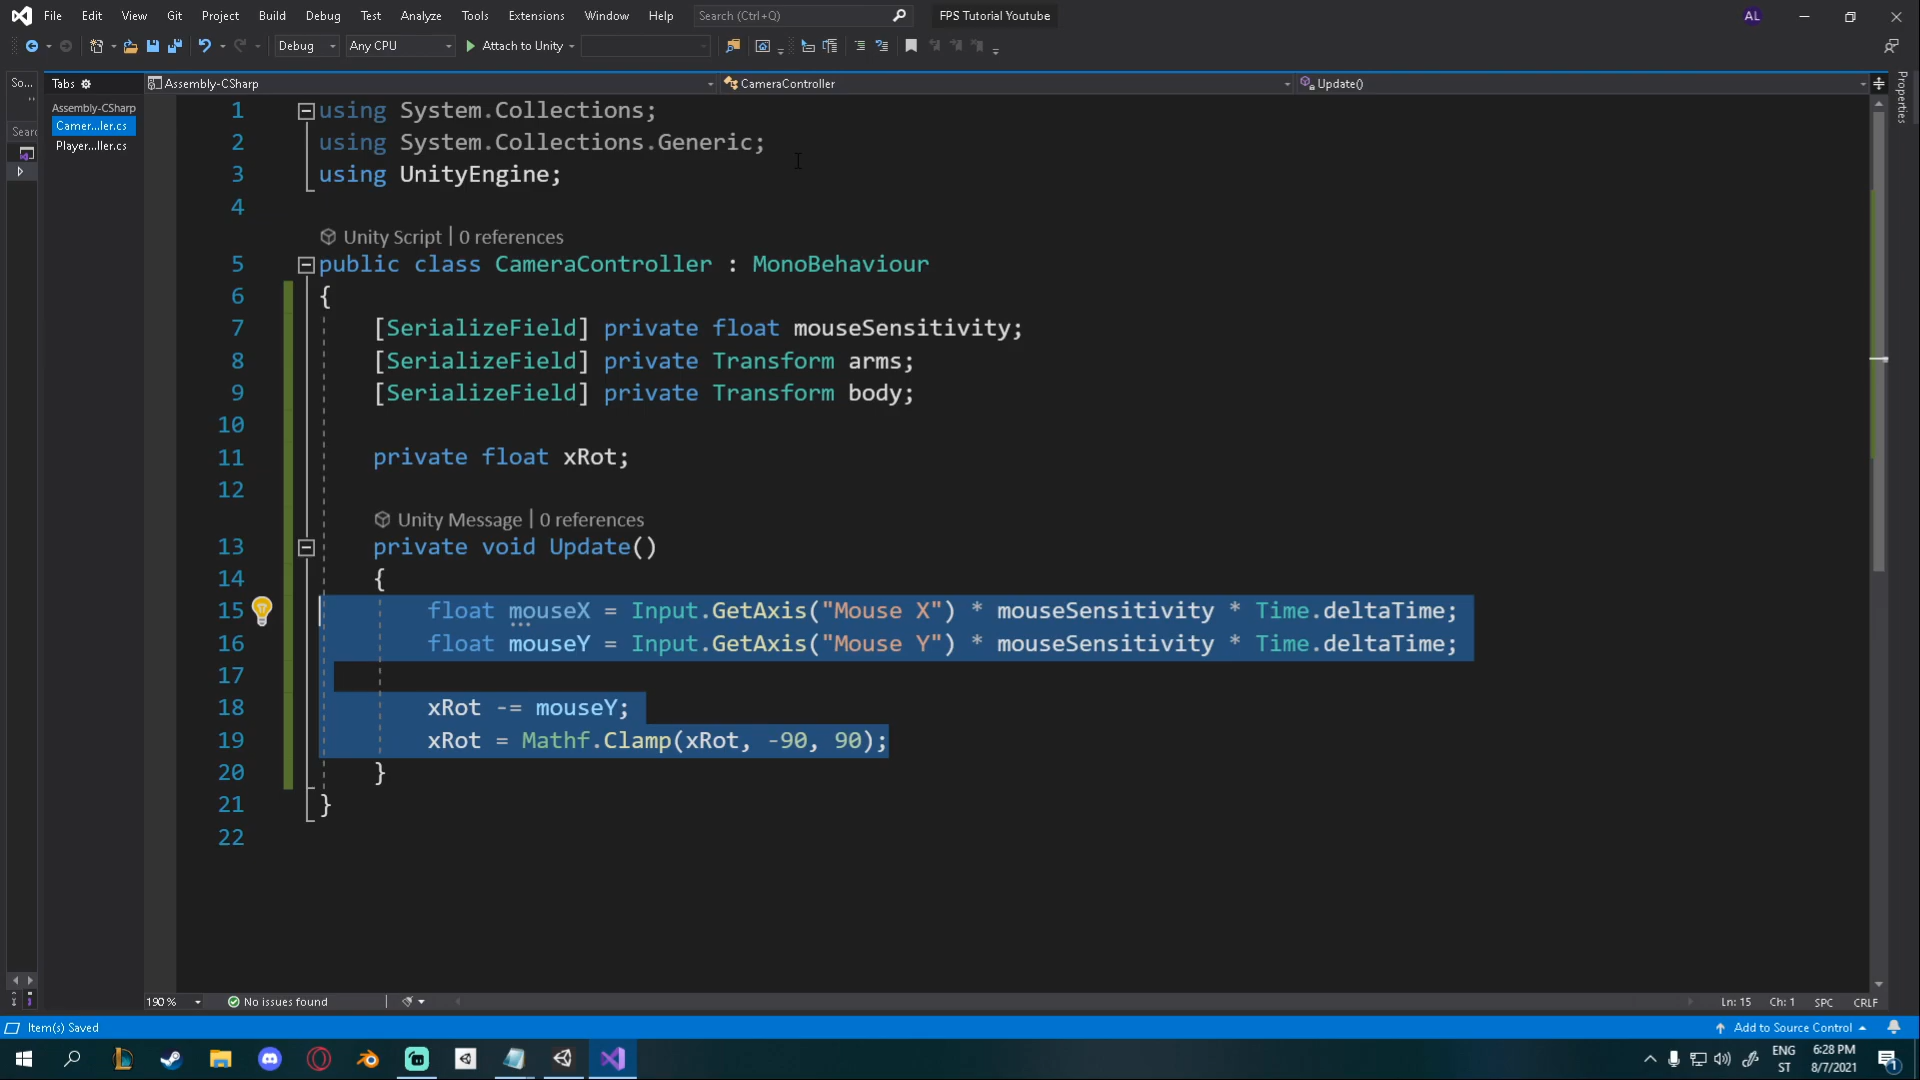 File Edit View Git Project Build Debug Test Analyze Tools Extensions Window Help Search (Ctrl+Q) FPS Tutorial Youtube AL
Debug Any CPU Attach to Unity
So... Tabs Assembly-CSharp CameraController Update()
Assembly-CSharp
Camer...ler.cs
Player...ller.cs
Sear
Properties
1 using System.Collections;
2 using System.Collections.Generic;
3 using UnityEngine;
4
Unity Script | 0 references
5 public class CameraController : MonoBehaviour
6 {
7 [SerializeField] private float mouseSensitivity;
8 [SerializeField] private Transform arms;
9 [SerializeField] private Transform body;
10
11 private float xRot;
12
Unity Message | 0 references
13 private void Update()
14 {
15 float mouseX = Input.GetAxis("Mouse X") * mouseSensitivity * Time.deltaTime;
16 float mouseY = Input.GetAxis("Mouse Y") * mouseSensitivity * Time.deltaTime;
17
18 xRot -= mouseY;
19 xRot = Mathf.Clamp(xRot, -90, 90);
20 }
21 }
22
190 % No issues found Ln: 15 Ch: 1 SPC CRLF
Item(s) Saved Add to Source Control
ENG 6:28 PM
ST 8/7/2021
1